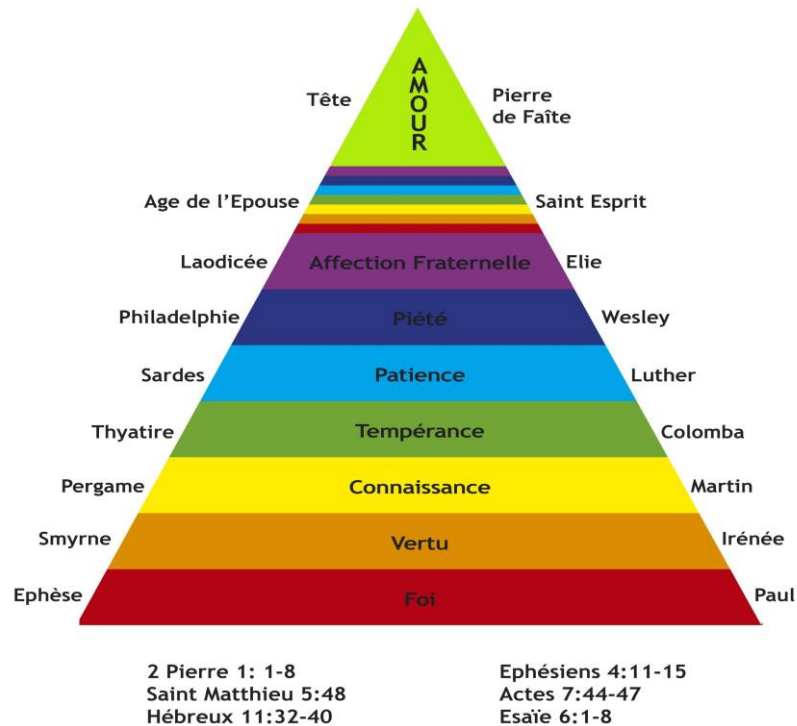 AMOUR
Tête
Pierre
de Faîte
Age de l'Epouse
Saint Esprit
Laodicée
Affection Fraternelle
Elie
Philadelphie
Piété
Wesley
Sardes
Patience
Luther
Thyatire
Tempérance
Colomba
Pergame
Connaissance
Martin
Smyrne
Vertu
Irénée
Ephèse
Foi
Paul
2 Pierre 1: 1-8
Saint Matthieu 5:48
Hébreux 11:32-40
Ephésiens 4:11-15
Actes 7:44-47
Esaïe 6:1-8